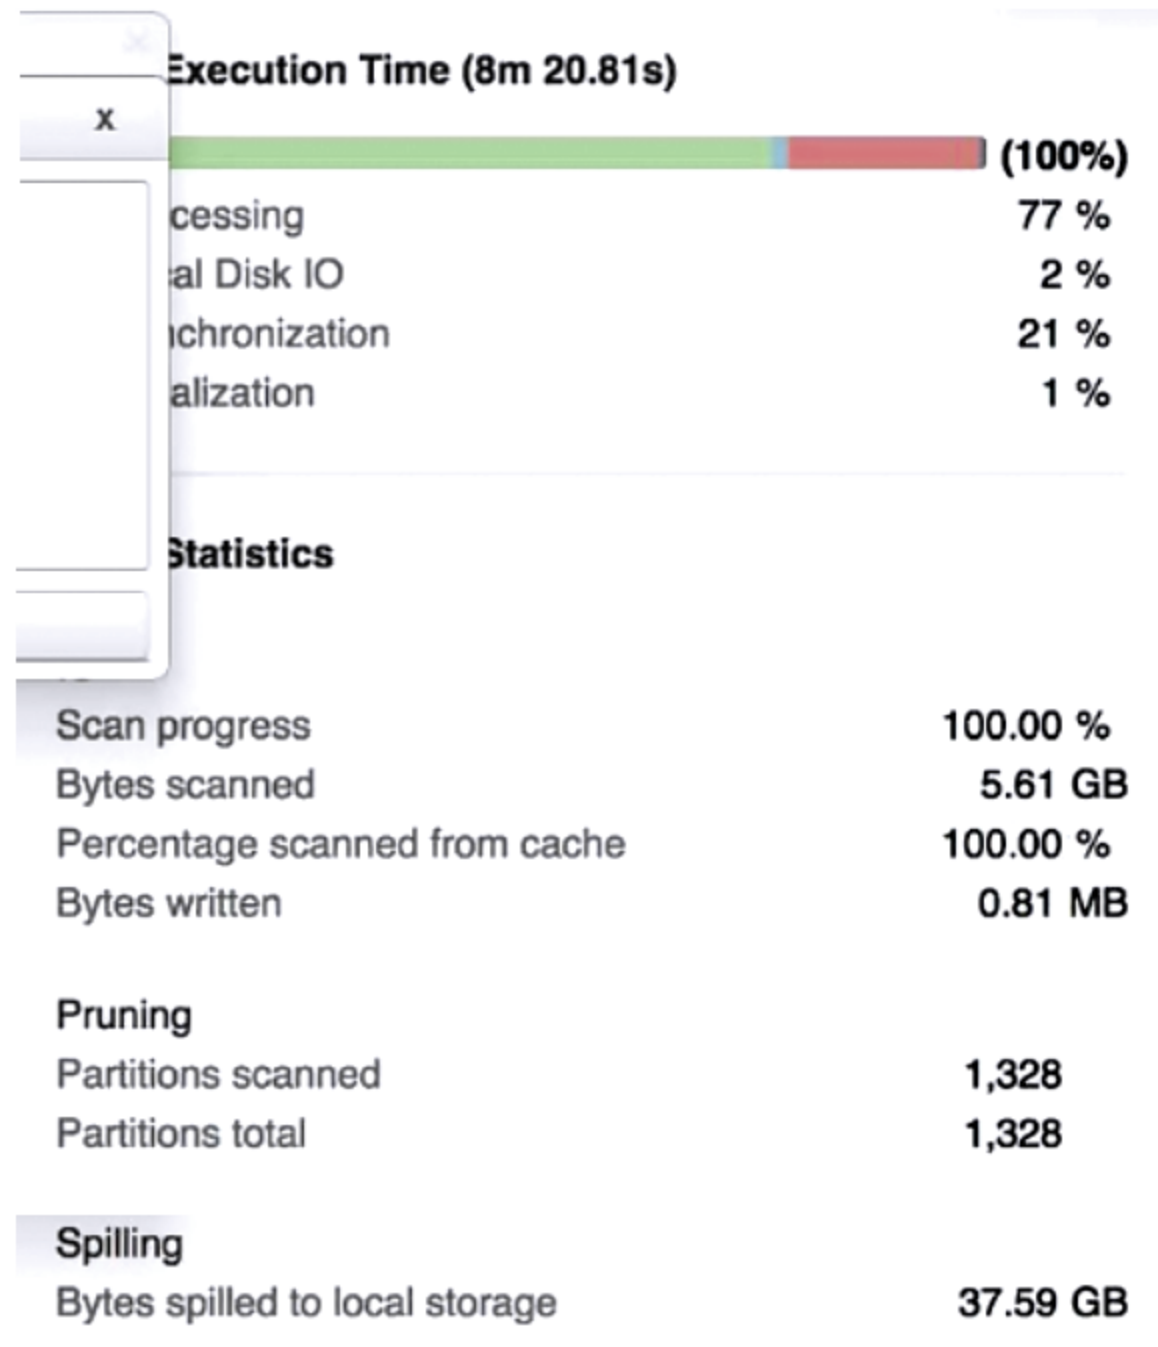 x
Execution Time (8m 20.81s)
(100%)
cessing 77 %
cal Disk IO 2 %
nchronization 21 %
alization 1 %
Statistics
Scan progress 100.00 %
Bytes scanned 5.61 GB
Percentage scanned from cache 100.00 %
Bytes written 0.81 MB
Pruning
Partitions scanned 1,328
Partitions total 1,328
Spilling
Bytes spilled to local storage 37.59 GB